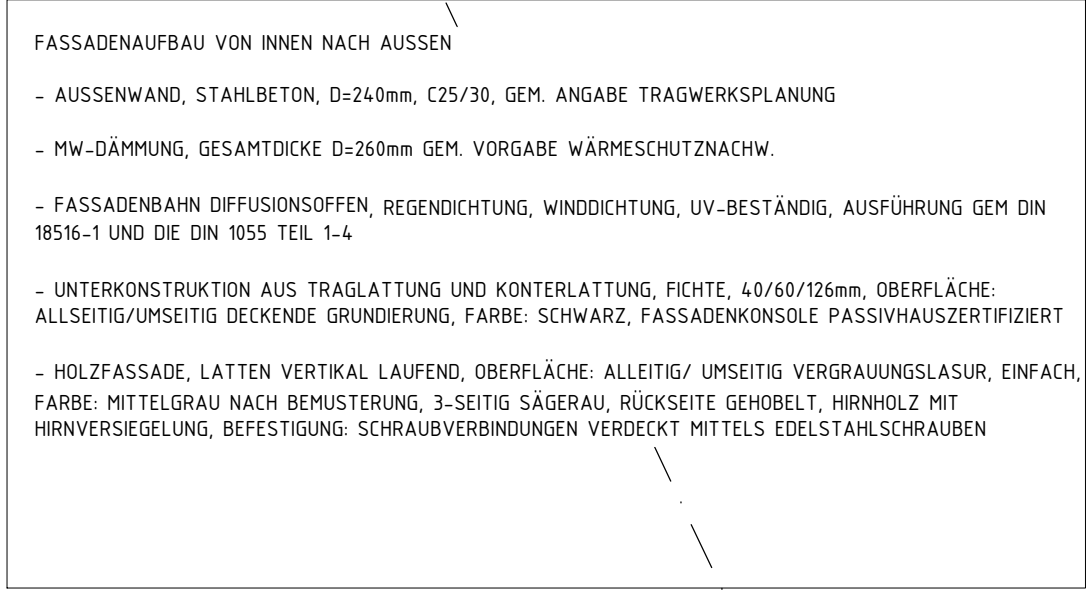 FASSADENAUFBAU VON INNEN NACH AUSSEN
- AUSSENWAND, STAHLBETON, D=240mm, C25/30, GEM. ANGABE TRAGWERKSPLANUNG
- MW-DÄMMUNG, GESAMTDICKE D=260mm GEM. VORGABE WÄRMESCHUTZNACHW.
- FASSADENBAHN DIFFUSIONSOFFEN, REGENDICHTUNG, WINDDICHTUNG, UV-BESTÄNDIG, AUSFÜHRUNG GEM DIN
18516-1 UND DIE DIN 1055 TEIL 1-4
- UNTERKONSTRUKTION AUS TRAGLATTUNG UND KONTERLATTUNG, FICHTE, 40/60/126mm, OBERFLÄCHE:
ALLSEITIG/UMSEITIG DECKENDE GRUNDIERUNG, FARBE: SCHWARZ, FASSADENKONSOLE PASSIVHAUSZERTIFIZIERT
- HOLZFASSADE, LATTEN VERTIKAL LAUFEND, OBERFLÄCHE: ALLEITIG/ UMSEITIG VERGRAUUNGSLASUR, EINFACH,
FARBE: MITTELGRAU NACH BEMUSTERUNG, 3-SEITIG SÄGERAU, RÜCKSEITE GEHOBELT, HIRNHOLZ MIT
HIRNVERSIEGELUNG, BEFESTIGUNG: SCHRAUBVERBINDUNGEN VERDECKT MITTELS EDELSTAHLSCHRAUBEN